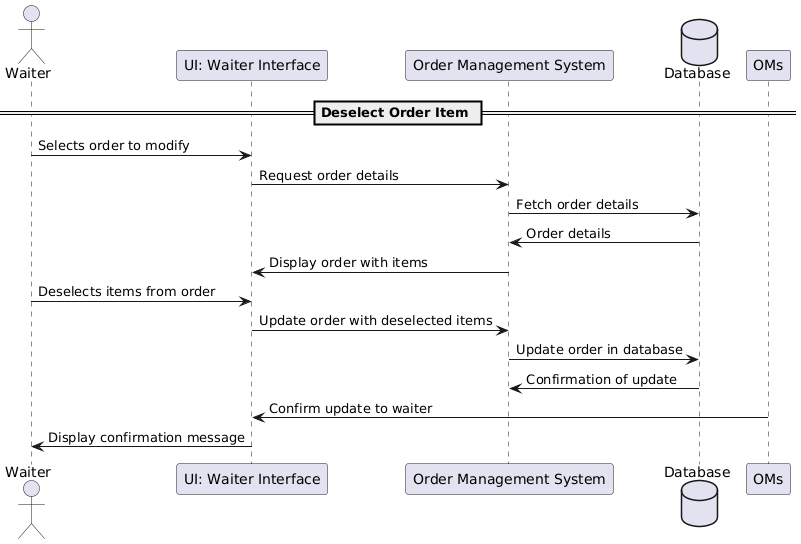 Waiter
UI: Waiter Interface
Order Management System
Database
OMs
Deselect Order Item
Selects order to modify
Request order details
Fetch order details
Order details
Display order with items
Deselects items from order
Update order with deselected items
Update order in database
Confirmation of update
Confirm update to waiter
Display confirmation message
Waiter
UI: Waiter Interface
Order Management System
Database
OMs